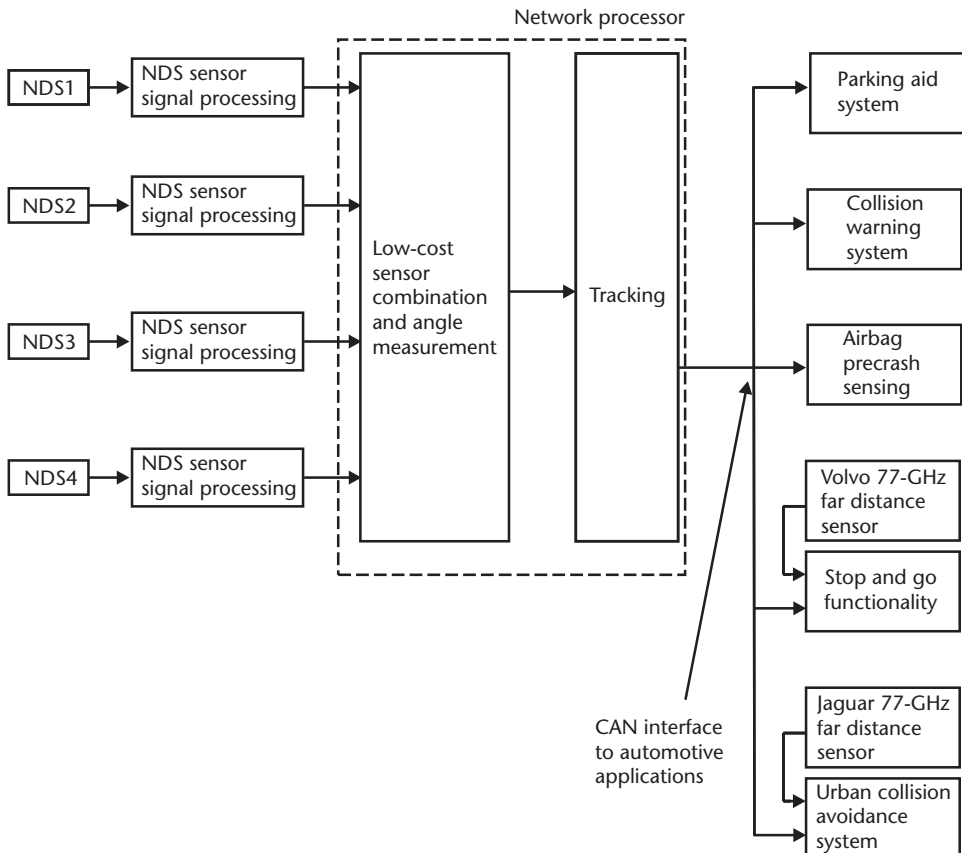 Network processor
NDS1
NDS sensor
signal processing
NDS2
NDS sensor
signal processing
NDS3
NDS sensor
signal processing
NDS4
NDS sensor
signal processing
Low-cost
sensor
combination
and angle
measurement
Tracking
Parking aid
system
Collision
warning
system
Airbag
precrash
sensing
Volvo 77-GHz
far distance
sensor
Stop and go
functionality
Jaguar 77-GHz
far distance
sensor
Urban collision
avoidance
system
CAN interface
to automotive
applications